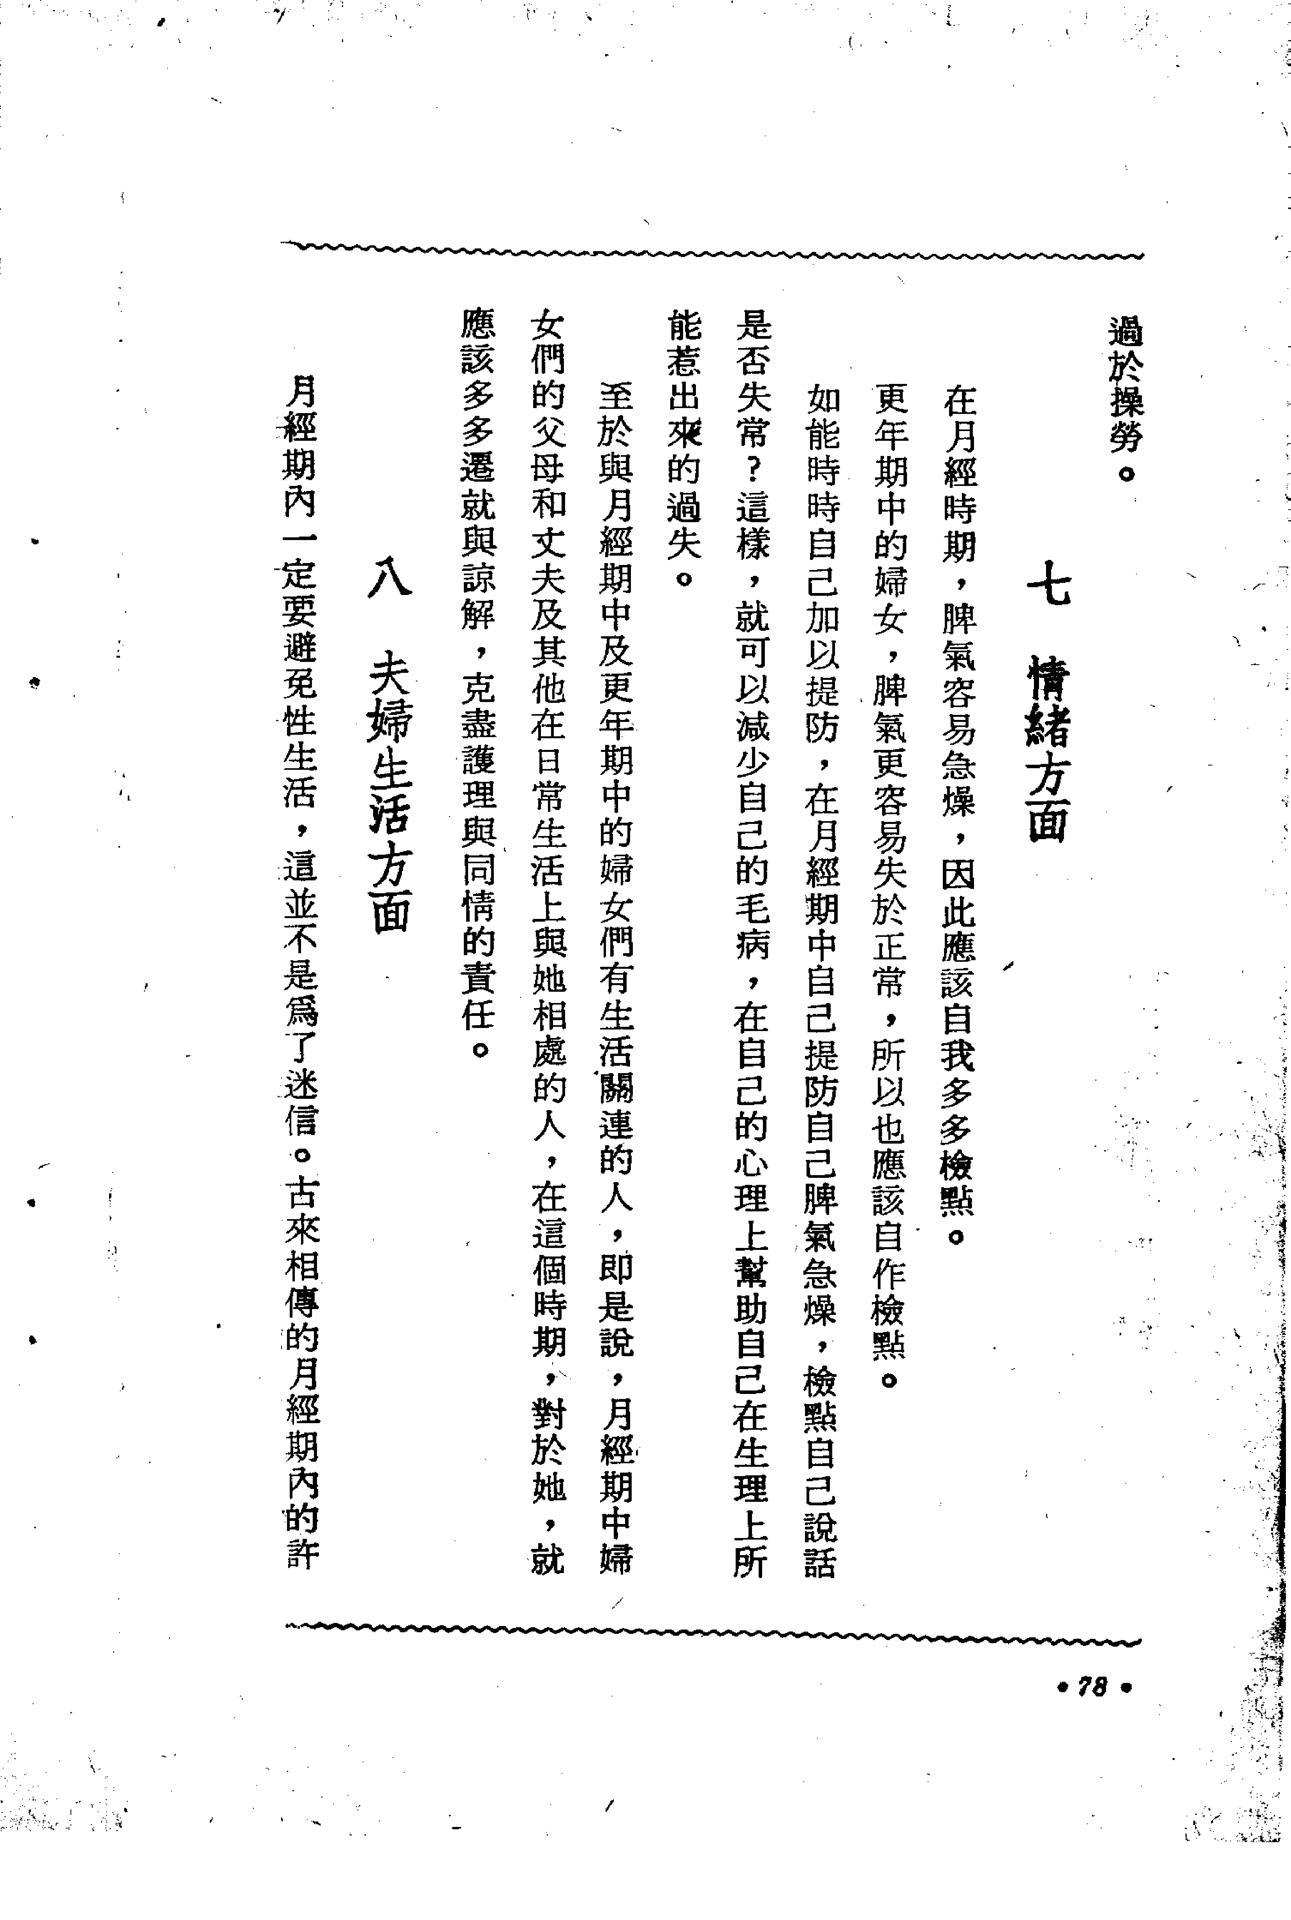 過於操勞。
七 情緒方面
在月經時期，脾氣容易急燥，因此應該自我多多檢點。
更年期中的婦女，脾氣更容易失於正常，所以也應該自作檢點。
如能時時自己加以提防，在月經期中自己提防自己脾氣急燥，檢點自己說話
是否失常？這樣，就可以減少自己的毛病，在自己的心理上幫助自己在生理上所
能惹出來的過失。
至於與月經期中及更年期中的婦女們有生活關連的人，即是說，月經期中婦
女們的父母和丈夫及其他在日常生活上與她相處的人，在這個時期，對於她，就
應該多多遷就與諒解，克盡護理與同情的責任。
八 夫婦生活方面
月經期內一定要避免性生活，這並不是爲了迷信。古來相傳的月經期內的許
•78•